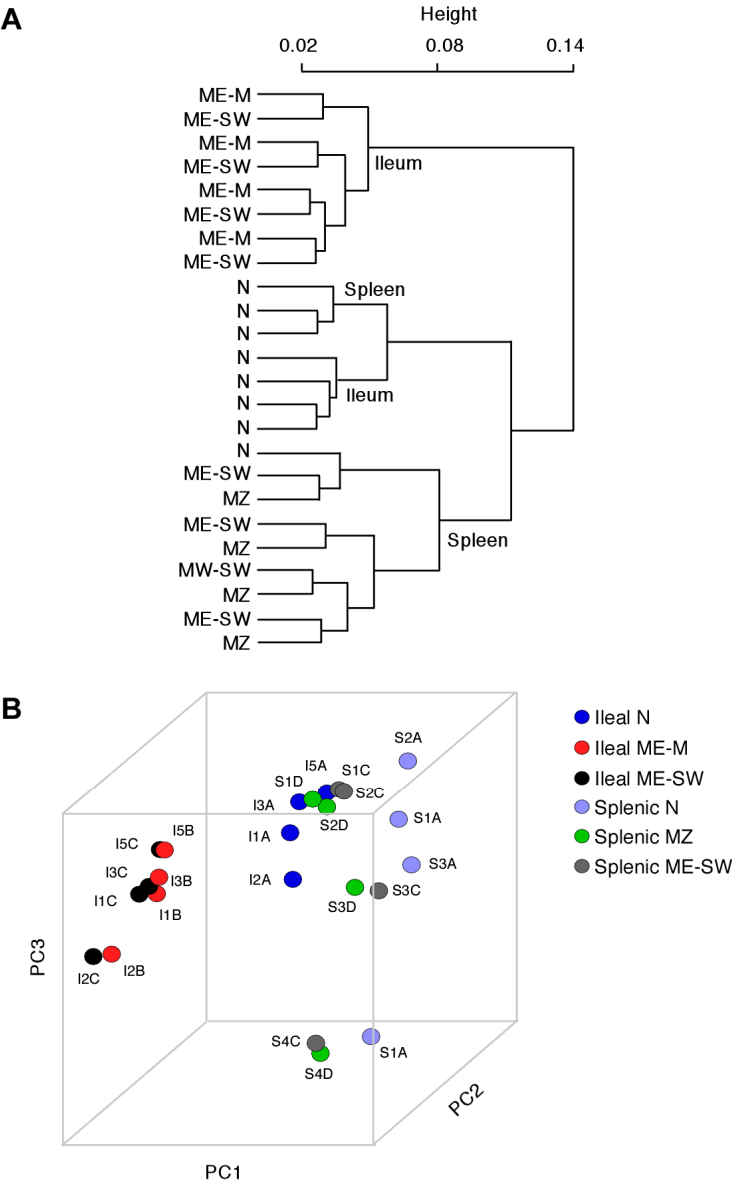 A
Height
0.02 0.08 0.14
ME-M
ME-SW
ME-M
ME-SW
Ileum
ME-M
ME-SW
ME-M
ME-SW
N
Spleen
N
N
N
N
Ileum
N
N
N
ME-SW
MZ
ME-SW
Spleen
MZ
MW-SW
MZ
ME-SW
MZ
B
Ileal N
Ileal ME-M
Ileal ME-SW
Splenic N
Splenic MZ
Splenic ME-SW
S2A
I5A
S1C
S1D
S2C
I3A
S2D
S1A
I1A
I5B
I5C
S3A
I3C
I3B
I2A
S3C
I1C
S3D
I1B
I2C
I2B
PC3
S4C
S1A
S4D
PC2
PC1